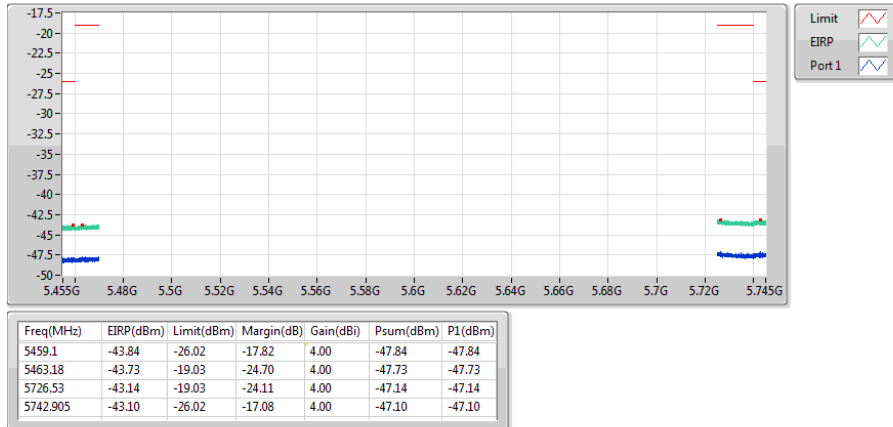 -17.5
-20
-22.5
-25
-27.5
-30
-32.5
-35
-37.5
-40
-42.5
-45
-47.5
-50
5.455G 5.48G 5.5G 5.52G 5.54G 5.56G 5.58G 5.6G 5.62G 5.64G 5.66G 5.68G 5.7G 5.72G 5.745G
Limit
EIRP
Port 1
Freq(MHz) EIRP(dBm) Limit(dBm) Margin(dB) Gain(dBi) Psum(dBm) P1(dBm)
5459.1 -43.84 -26.02 -17.82 4.00 -47.84 -47.84
5463.18 -43.73 -19.03 -24.70 4.00 -47.73 -47.73
5726.53 -43.14 -19.03 -24.11 4.00 -47.14 -47.14
5742.905 -43.10 -26.02 -17.08 4.00 -47.10 -47.10